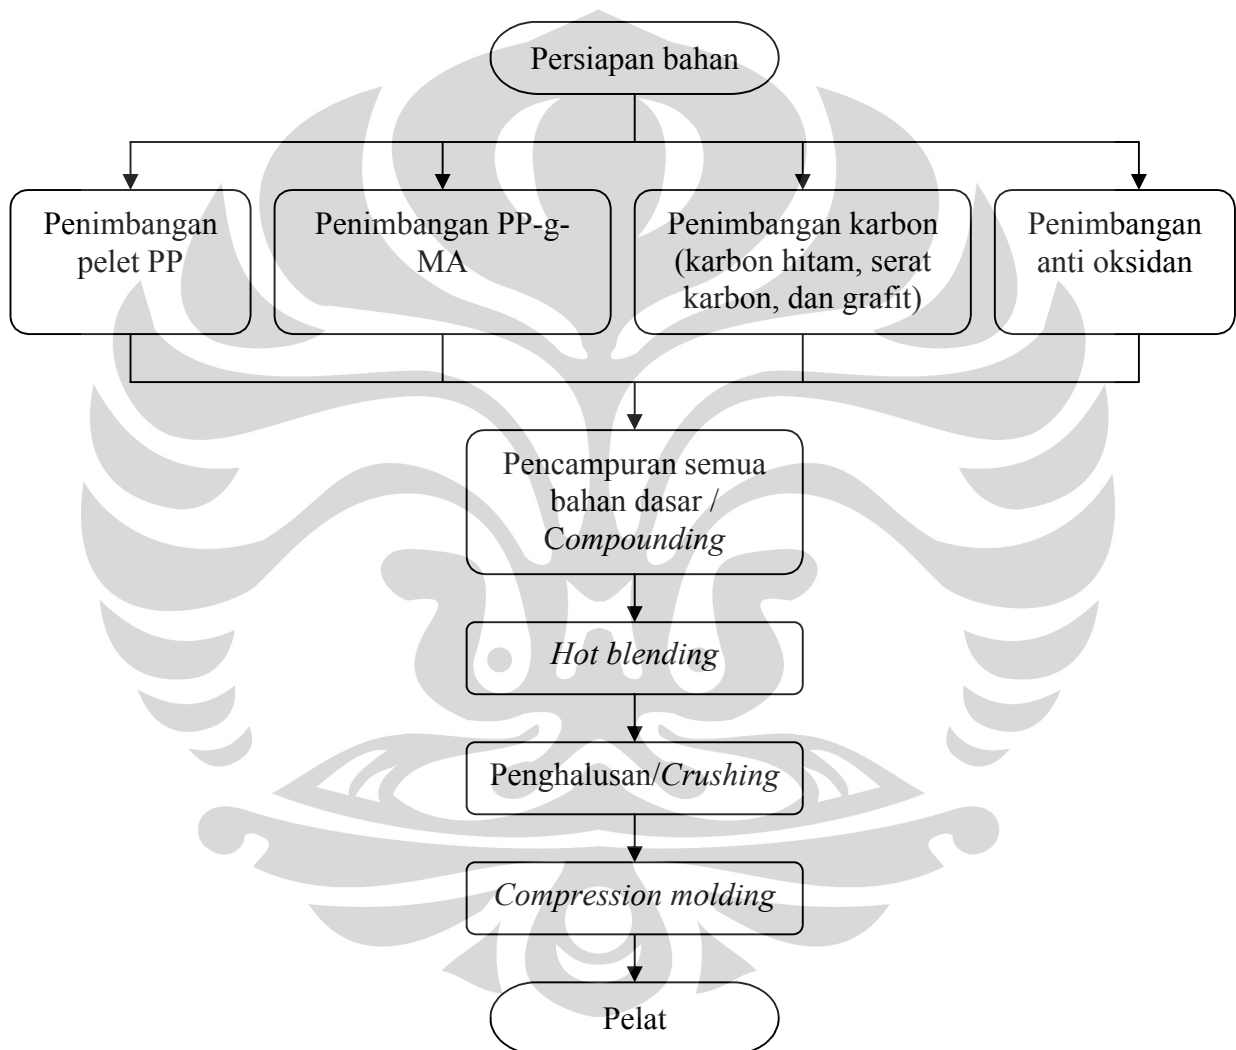 Persiapan bahan
Penimbangan
pelet PP
Penimbangan PP-g-
MA
Penimbangan karbon
(karbon hitam, serat
karbon, dan grafit)
Penimbangan
anti oksidan
Pencampuran semua
bahan dasar /
Compounding
Hot blending
Penghalusan/Crushing
Compression molding
Pelat